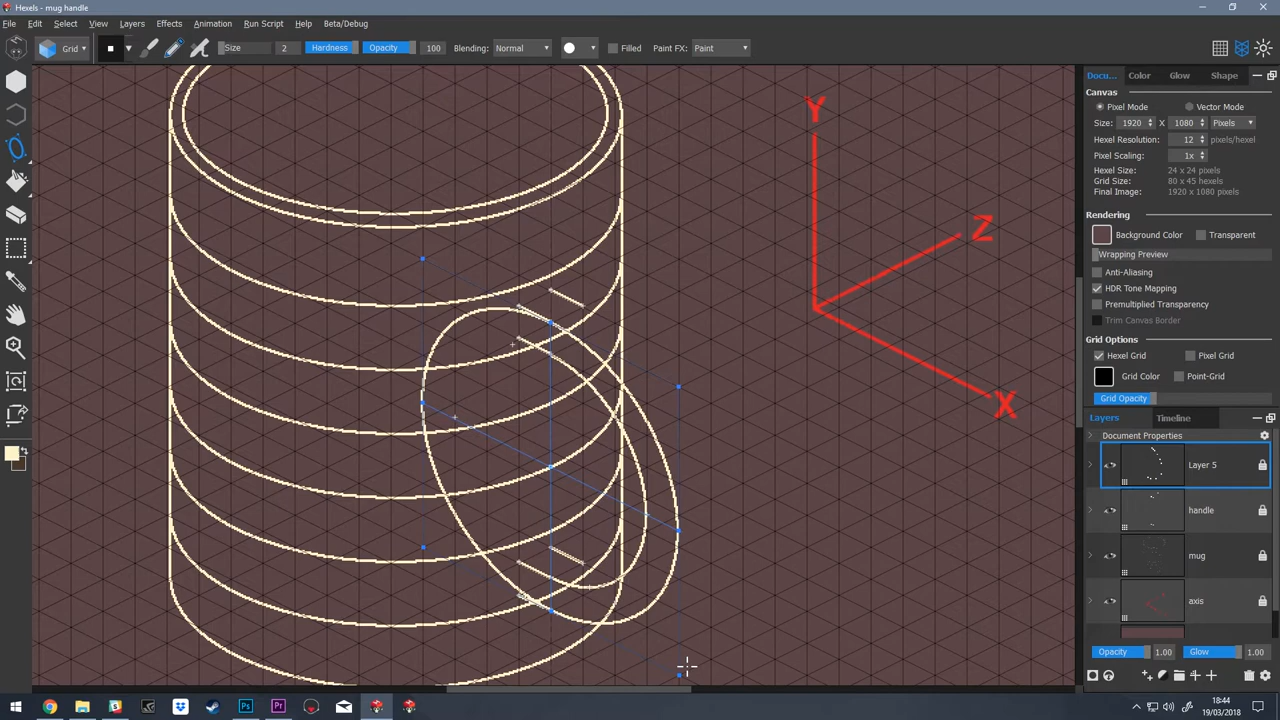 Hexels - mug handle
File Edit Select View Layers Effects Animation Run Script Help Beta/Debug
Grid Size 2 Hardness Opacity 100 Blending: Normal Filled Paint FX: Paint
Docu... Color Glow Shape
Canvas
Pixel Mode Vector Mode
Size: 1920 X 1080 Pixels
Hexel Resolution: 12 pixels/hexel
Pixel Scaling: 1x
Hexel Size: 24 x 24 pixels
Grid Size: 80 x 45 hexels
Final Image: 1920 x 1080 pixels
Rendering
Background Color Transparent
Wrapping Preview
Anti-Aliasing
HDR Tone Mapping
Premultiplied Transparency
Trim Canvas Border
Grid Options
Hexel Grid Pixel Grid
Grid Color Point-Grid
Grid Opacity
Layers Timeline
Document Properties
Layer 5
handle
mug
axis
Opacity 1.00 Glow 1.00
Y
Z
X
18:44
19/03/2018